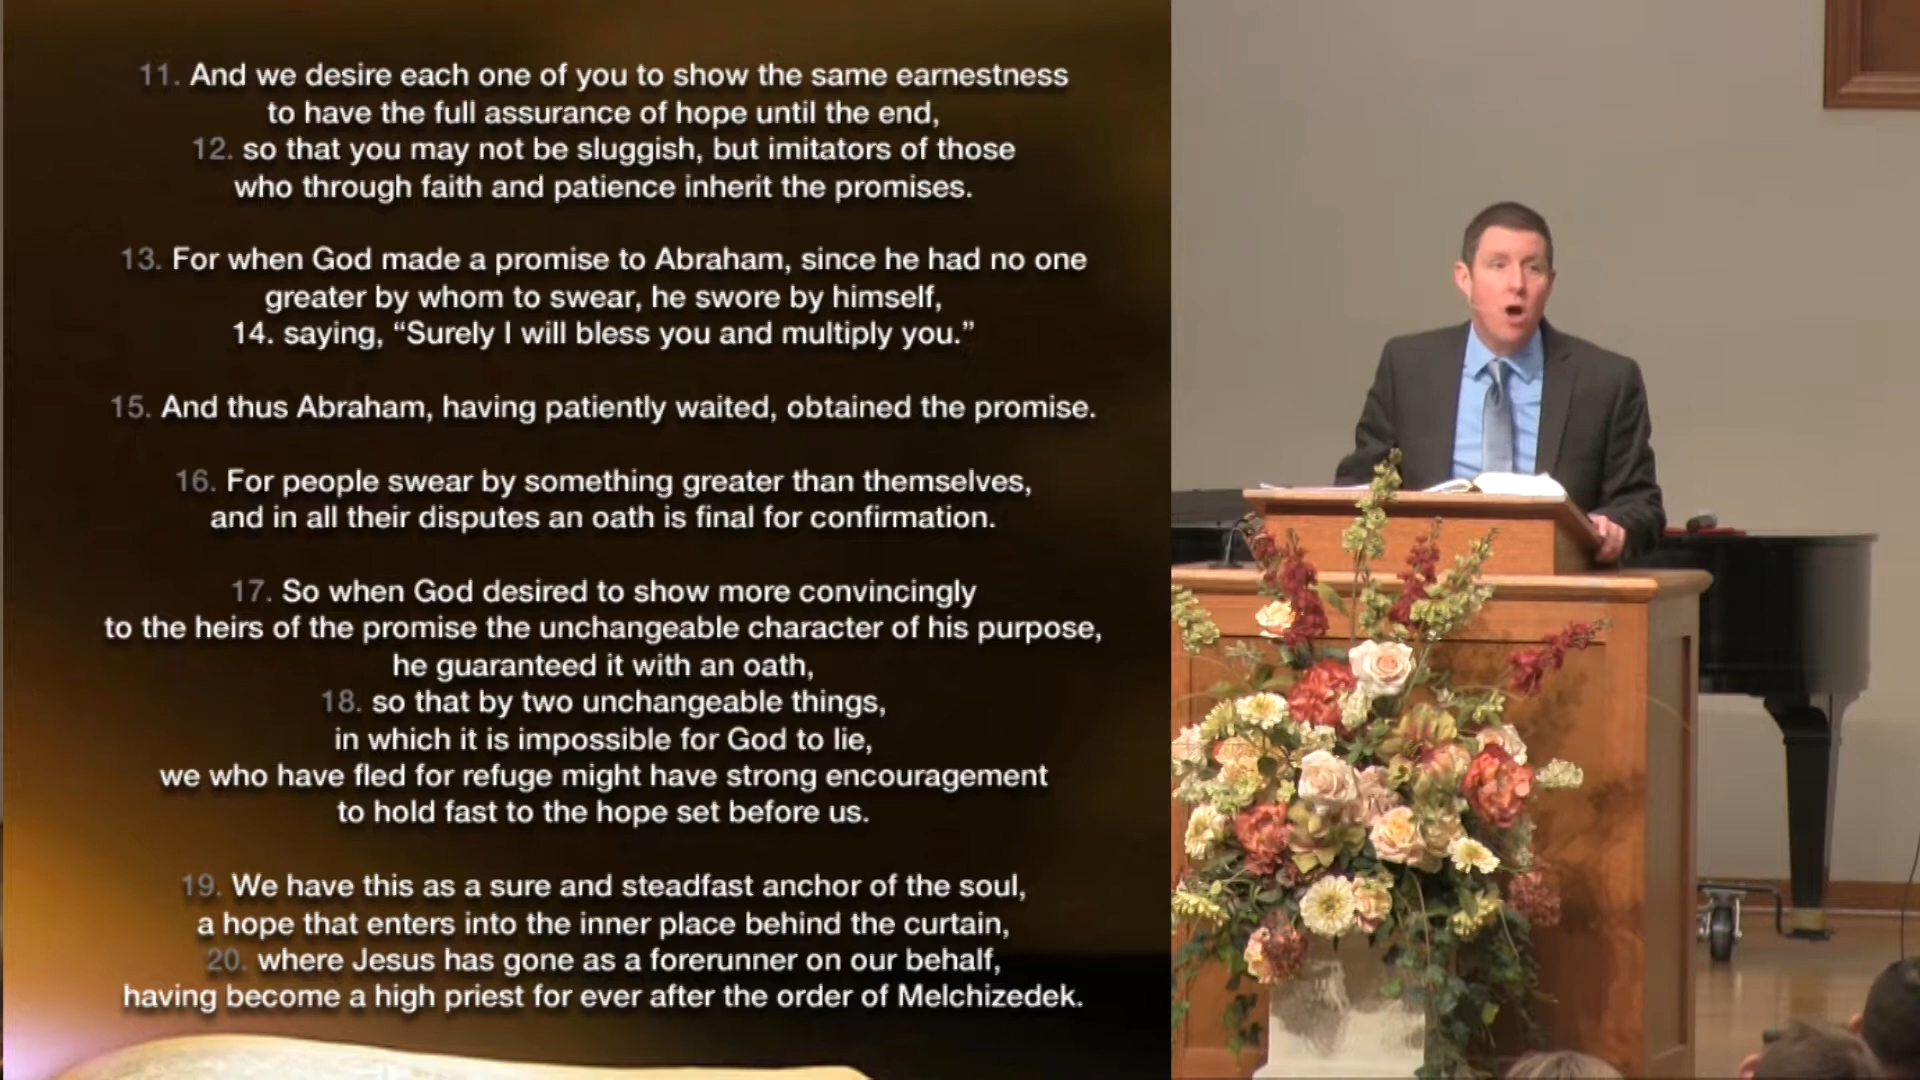 11. And we desire each one of you to show the same earnestness
to have the full assurance of hope until the end,
12. so that you may not be sluggish, but imitators of those
who through faith and patience inherit the promises.
13. For when God made a promise to Abraham, since he had no one
greater by whom to swear, he swore by himself,
14. saying, “Surely I will bless you and multiply you.”
15. And thus Abraham, having patiently waited, obtained the promise.
16. For people swear by something greater than themselves,
and in all their disputes an oath is final for confirmation.
17. So when God desired to show more convincingly
to the heirs of the promise the unchangeable character of his purpose,
he guaranteed it with an oath,
18. so that by two unchangeable things,
in which it is impossible for God to lie,
we who have fled for refuge might have strong encouragement
to hold fast to the hope set before us.
19. We have this as a sure and steadfast anchor of the soul,
a hope that enters into the inner place behind the curtain,
20. where Jesus has gone as a forerunner on our behalf,
having become a high priest for ever after the order of Melchizedek.